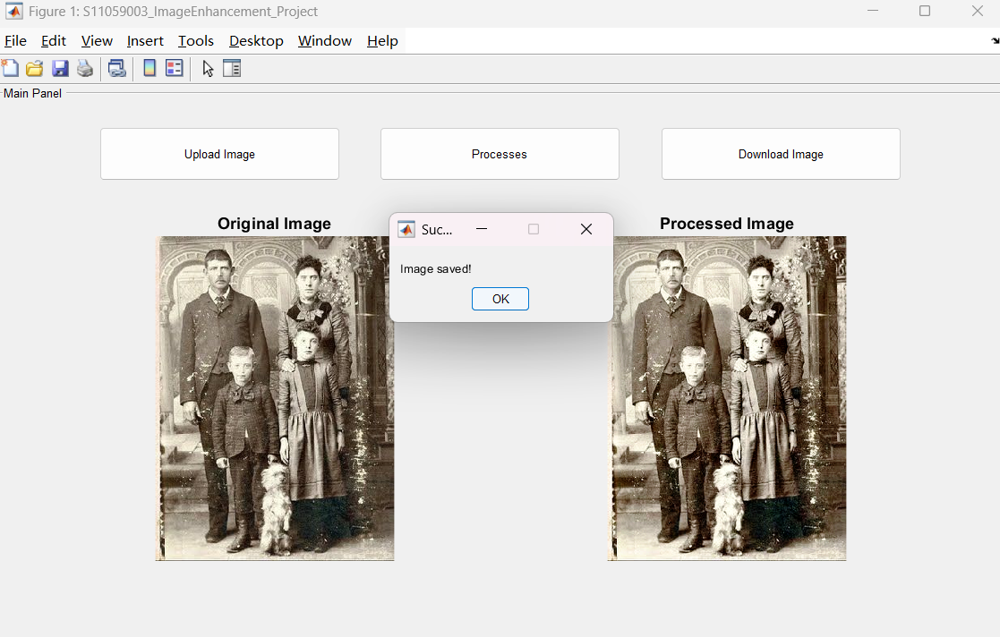 Figure 1: S11059003_ImageEnhancement_Project
File Edit View Insert Tools Desktop Window Help
Main Panel
Upload Image Processes Download Image
Original Image
Suc...
Processed Image
Image saved!
OK